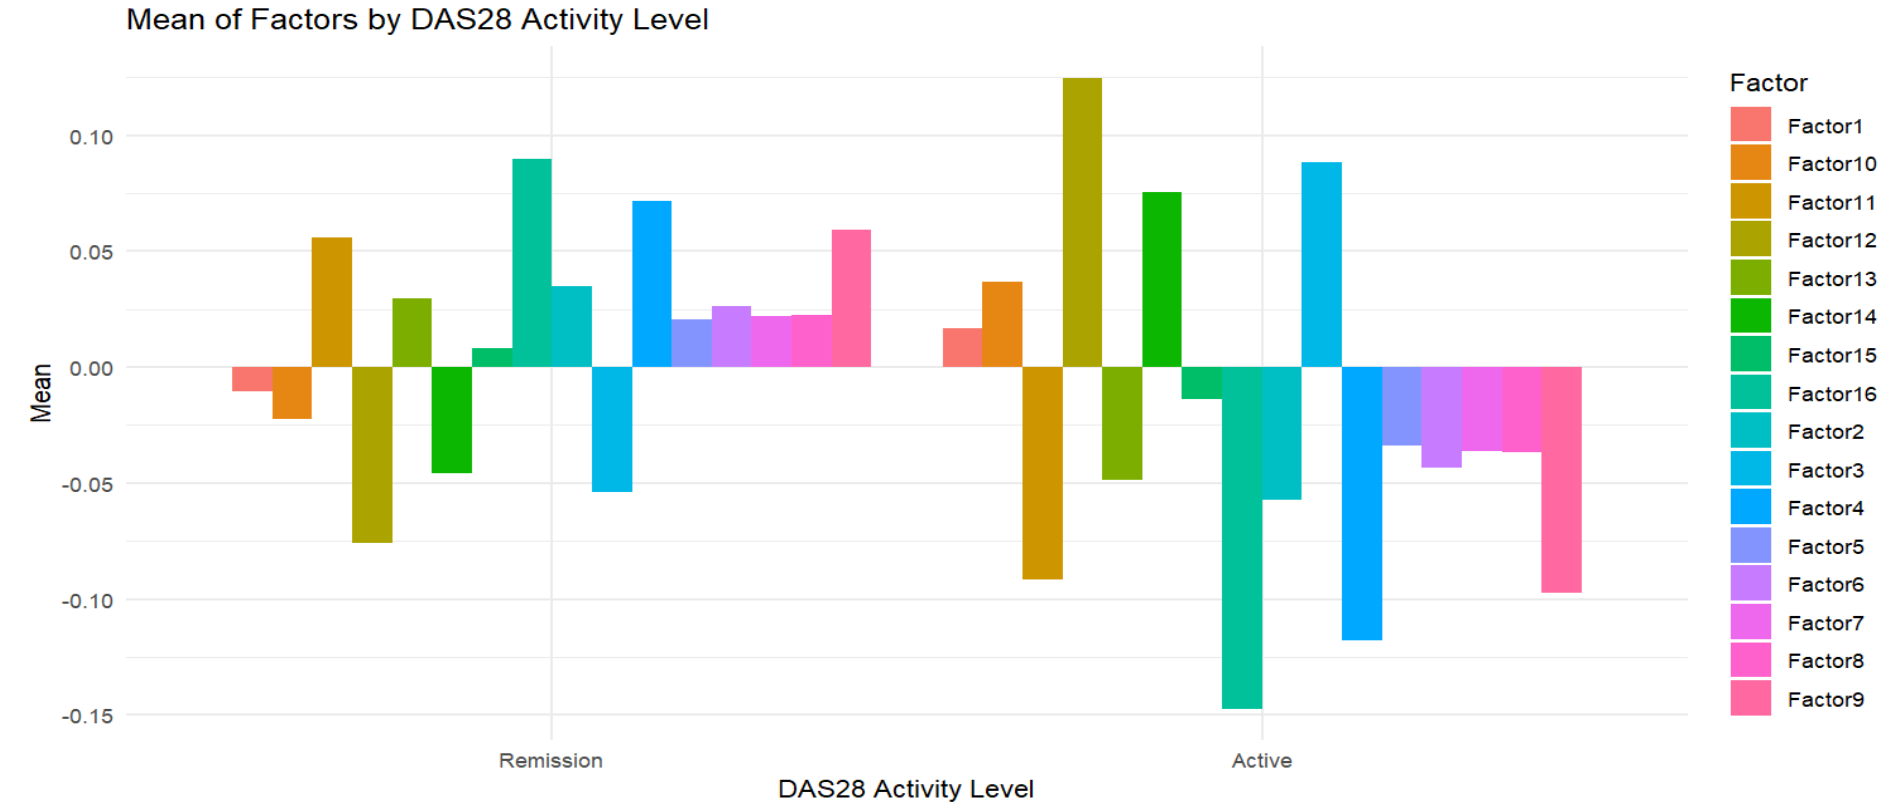 Mean of Factors by DAS28 Activity Level
Mean
0.10
0.05
0.00
-0.05
-0.10
-0.15
Remission
Active
DAS28 Activity Level
Factor
Factor1
Factor10
Factor11
Factor12
Factor13
Factor14
Factor15
Factor16
Factor2
Factor3
Factor4
Factor5
Factor6
Factor7
Factor8
Factor9